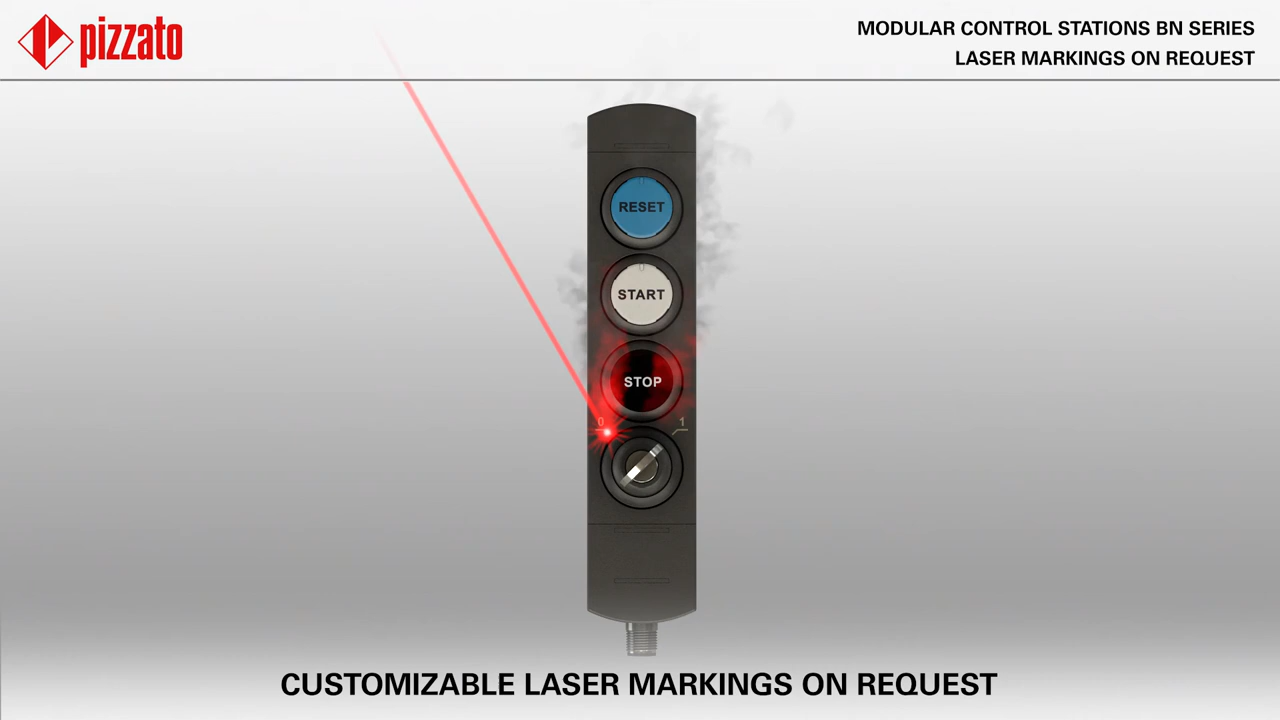 pizzato
MODULAR CONTROL STATIONS BN SERIES
LASER MARKINGS ON REQUEST
RESET
START
STOP
0 1
CUSTOMIZABLE LASER MARKINGS ON REQUEST